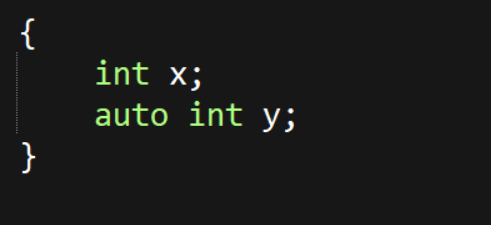 {
    int x;
    auto int y;
}